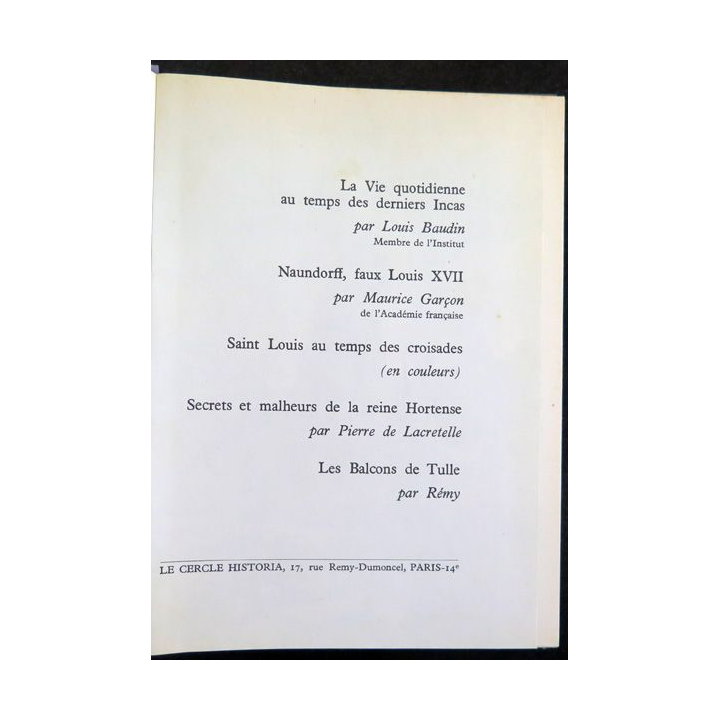 La Vie quotidienne
au temps des derniers Incas
par Louis Baudin
Membre de l'Institut
Naundorff, faux Louis XVII
par Maurice Garçon
de l'Académie française
Saint Louis au temps des croisades
(en couleurs)
Secrets et malheurs de la reine Hortense
par Pierre de Lacretelle
Les Balcons de Tulle
par Rémy
LE CERCLE HISTORIA, 17, rue Remy-Dumoncel, PARIS-14e